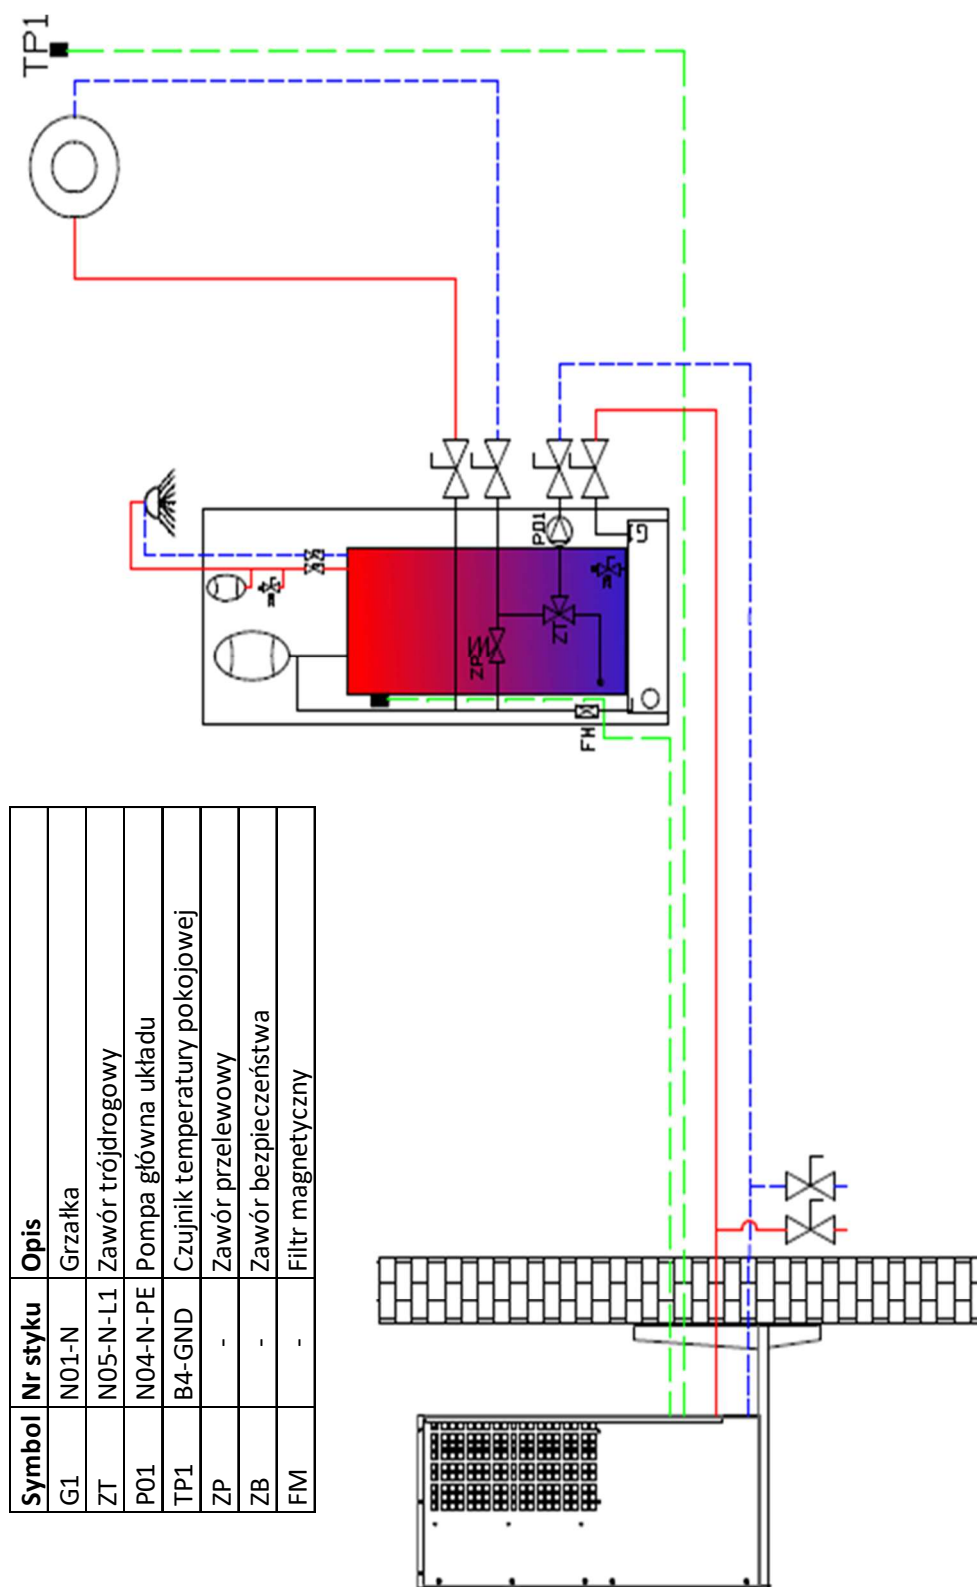 Symbol Nr styku Opis
G1 N01-N Grzałka
ZT N05-N-L1 Zawór trójdrogowy
P01 N04-N-PE Pompa główna układu
TP1 B4-GND Czujnik temperatury pokojowej
ZP - Zawór przelewowy
ZB - Zawór bezpieczeństwa
FM - Filtr magnetyczny
FM
ZP
ZT
P01
G
TP1